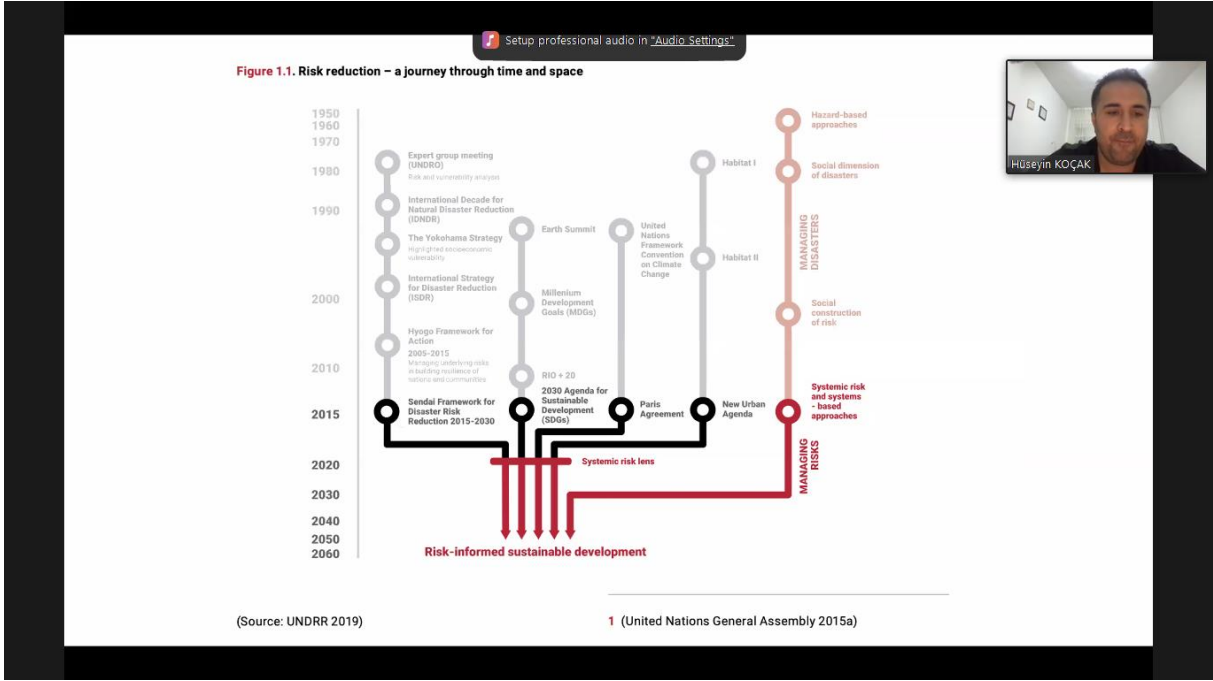 Setup professional audio in "Audio Settings"
Figure 1.1. Risk reduction – a journey through time and space
Hüseyin KOÇAK
1950
1960
1970
1980
1990
2000
2010
2015
2020
2030
2040
2050
2060
Expert group meeting
(UNDRO)
Risk and vulnerability analysis
International Decade for
Natural Disaster Reduction
(IDNDR)
The Yokohama Strategy
Highlighted socioeconomic
vulnerability
International Strategy
for Disaster Reduction
(ISDR)
Hyogo Framework for
Action
2005-2015
Managing underlying risks
in building resilience of
nations and communities
Sendai Framework for
Disaster Risk
Reduction 2015-2030
Earth Summit
Millenium
Development
Goals (MDGs)
RIO + 20
2030 Agenda for
Sustainable
Development
(SDGs)
United
Nations
Framework
Convention
on Climate
Change
Paris
Agreement
Habitat I
Habitat II
New Urban
Agenda
Hazard-based
approaches
Social dimension
of disasters
MANAGING
DISASTERS
Social
construction
of risk
Systemic risk
and systems
- based
approaches
MANAGING
RISKS
Systemic risk lens
Risk-informed sustainable development
(Source: UNDRR 2019)
1 (United Nations General Assembly 2015a)